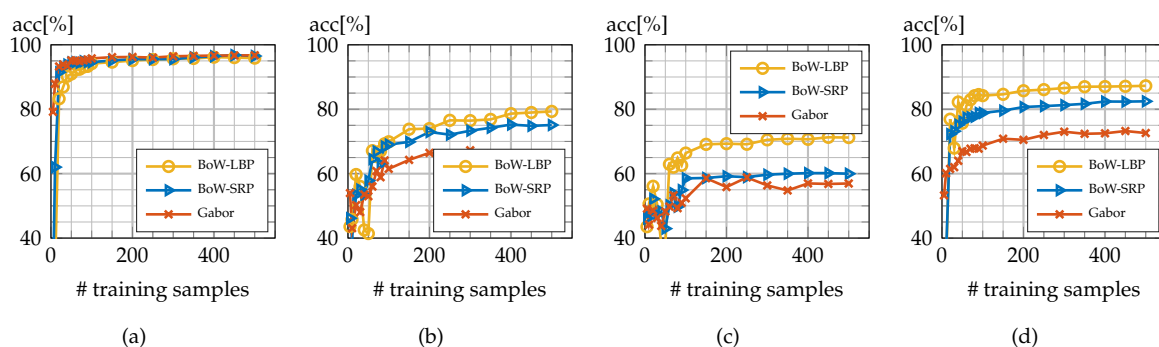 acc[%]
100
80
60
40
0 200 400
BoW-LBP
BoW-SRP
Gabor
# training samples
(a)
acc[%]
100
80
60
40
0 200 400
BoW-LBP
BoW-SRP
Gabor
# training samples
(b)
acc[%]
100
80
60
40
0 200 400
BoW-LBP
BoW-SRP
Gabor
# training samples
(c)
acc[%]
100
80
60
40
0 200 400
BoW-LBP
BoW-SRP
Gabor
# training samples
(d)